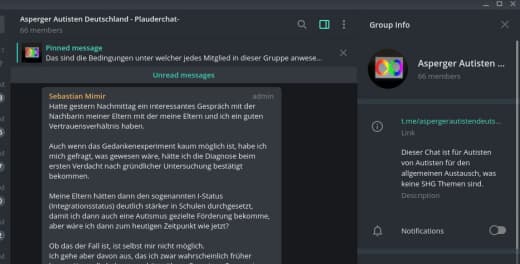 Asperger Autisten Deutschland - Plauderchat-
66 members
Pinned message
Das sind die Bedingungen unter welcher jedes Mitglied in dieser Gruppe anwese...
Unread messages
Sebastian Mimir admin
Hatte gestern Nachmittag ein interessantes Gespräch mit der
Nachbarin meiner Eltern mit der meine Eltern und ich ein guten
Vertrauensverhältnis haben.
Auch wenn das Gedankenexperiment kaum möglich ist, habe ich
mich gefragt, was gewesen wäre, hätte ich die Diagnose beim
ersten Verdacht nach gründlicher Untersuchung bestätigt
bekommen.
Meine Eltern hätten dann den sogenannten I-Status
(Integrationsstatus) deutlich stärker in Schulen durchgesetzt,
damit ich dann auch eine Autismus gezielte Förderung bekomme,
aber wäre ich dann zum heutigen Zeitpunkt wie jetzt?
Ob das der Fall ist, ist selbst mir nicht möglich.
Ich gehe aber davon aus, das ich zwar wahrscheinlich früher
Group Info
Asperger Autisten ...
66 members
t.me/aspergerautistendeuts...
Link
Dieser Chat ist für Autisten
von Autisten für den
allgemeinen Austausch, was
keine SHG Themen sind.
Description
Notifications